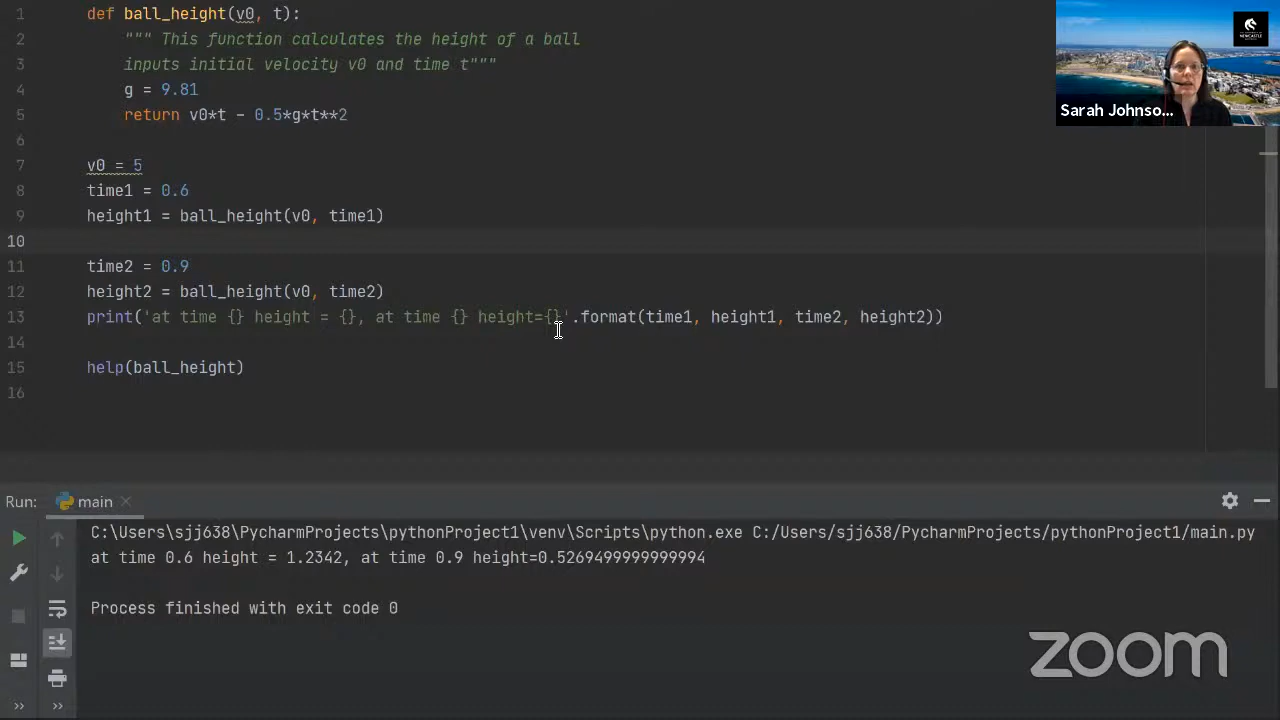 1 def ball_height(v0, t):
2 """ This function calculates the height of a ball
3 inputs initial velocity v0 and time t"""
4 g = 9.81
5 return v0*t - 0.5*g*t**2
6
7 v0 = 5
8 time1 = 0.6
9 height1 = ball_height(v0, time1)
10
11 time2 = 0.9
12 height2 = ball_height(v0, time2)
13 print('at time {} height = {}, at time {} height={}'.format(time1, height1, time2, height2))
14
15 help(ball_height)
16
Sarah Johnso...
Run: main
C:\Users\sjj638\PycharmProjects\pythonProject1\venv\Scripts\python.exe C:/Users/sjj638/PycharmProjects/pythonProject1/main.py
at time 0.6 height = 1.2342, at time 0.9 height=0.5269499999999994
Process finished with exit code 0
zoom